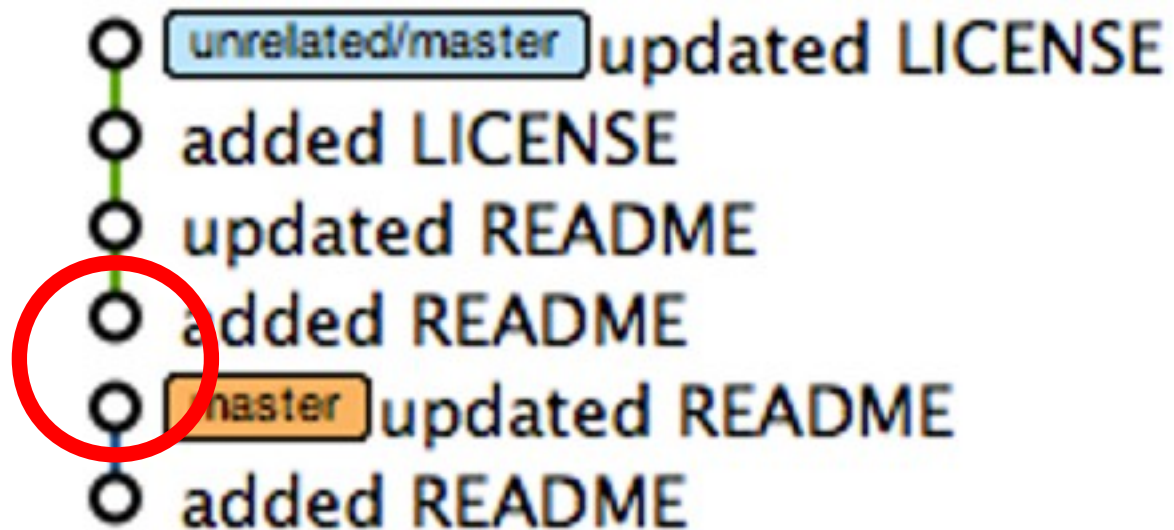 unrelated/master updated LICENSE
added LICENSE
updated README
added README
master updated README
added README